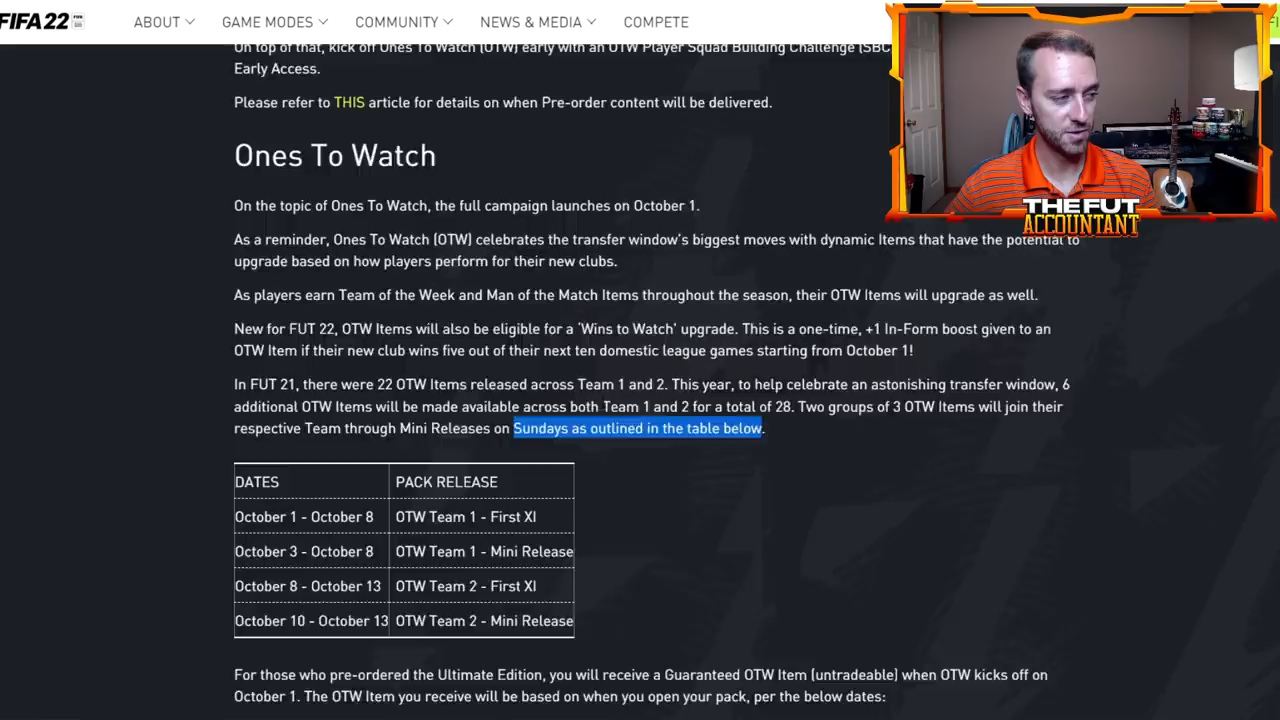 FIFA 22
ABOUT
GAME MODES
COMMUNITY
NEWS & MEDIA
COMPETE
On top of that, kick off Ones To Watch (OTW) early with an OTW Player Squad Building Challenge (SBC
Early Access.
Please refer to THIS article for details on when Pre-order content will be delivered.
Ones To Watch
THE FUT
ACCOUNTANT
On the topic of Ones To Watch, the full campaign launches on October 1.
As a reminder, Ones To Watch (OTW) celebrates the transfer window's biggest moves with dynamic Items that have the potential to
upgrade based on how players perform for their new clubs.
As players earn Team of the Week and Man of the Match Items throughout the season, their OTW Items will upgrade as well.
New for FUT 22, OTW Items will also be eligible for a 'Wins to Watch' upgrade. This is a one-time, +1 In-Form boost given to an
OTW Item if their new club wins five out of their next ten domestic league games starting from October 1!
In FUT 21, there were 22 OTW Items released across Team 1 and 2. This year, to help celebrate an astonishing transfer window, 6
additional OTW Items will be made available across both Team 1 and 2 for a total of 28. Two groups of 3 OTW Items will join their
respective Team through Mini Releases on Sundays as outlined in the table below.
DATES PACK RELEASE
October 1 - October 8 OTW Team 1 - First XI
October 3 - October 8 OTW Team 1 - Mini Release
October 8 - October 13 OTW Team 2 - First XI
October 10 - October 13 OTW Team 2 - Mini Release
For those who pre-ordered the Ultimate Edition, you will receive a Guaranteed OTW Item (untradeable) when OTW kicks off on
October 1. The OTW Item you receive will be based on when you open your pack, per the below dates: